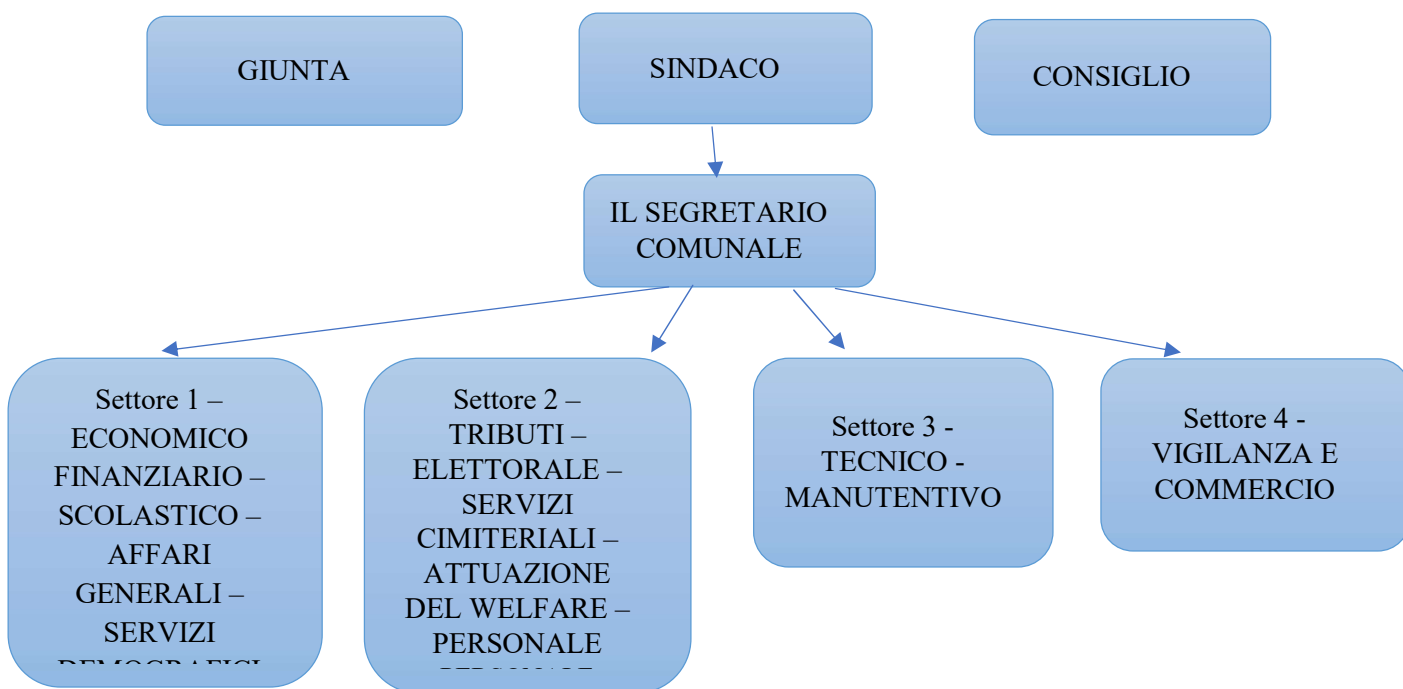 GIUNTA
SINDACO
CONSIGLIO
IL SEGRETARIO
COMUNALE
Settore 1 –
ECONOMICO
FINANZIARIO –
SCOLASTICO –
AFFARI
GENERALI –
SERVIZI
DEMOGRAFICI
Settore 2 –
TRIBUTI –
ELETTORALE –
SERVIZI
CIMITERIALI –
ATTUAZIONE
DEL WELFARE –
PERSONALE
Settore 3 -
TECNICO -
MANUTENTIVO
Settore 4 -
VIGILANZA E
COMMERCIO